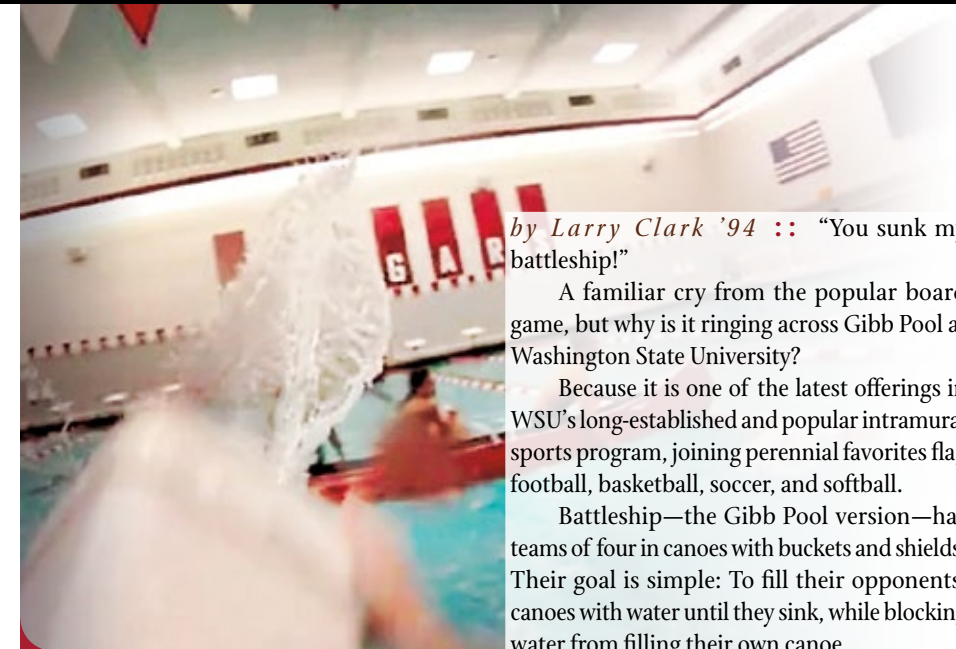 G A R S
by Larry Clark ’94 :: “You sunk my
battleship!”
A familiar cry from the popular boar
game, but why is it ringing across Gibb Pool a
Washington State University?
Because it is one of the latest offerings in
WSU’s long-established and popular intramura
sports program, joining perennial favorites fla
football, basketball, soccer, and softball.
Battleship—the Gibb Pool version—ha
teams of four in canoes with buckets and shields
Their goal is simple: To fill their opponents
canoes with water until they sink, while blockin
water from filling their own canoe